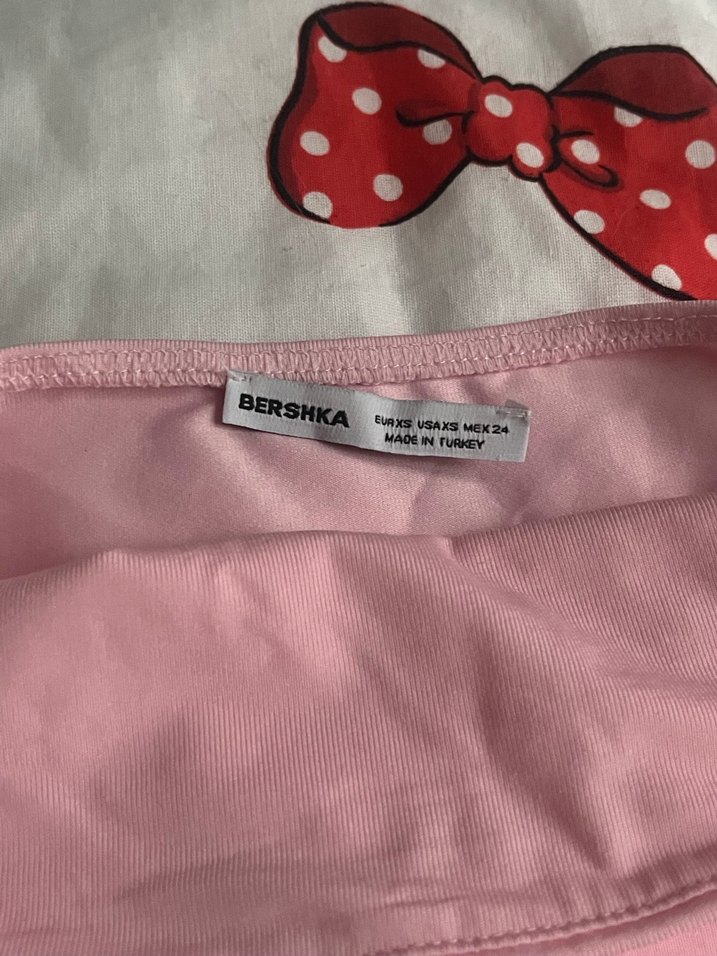 BERSHKA
EUR XS USA XS MEX 24
MADE IN TURKEY